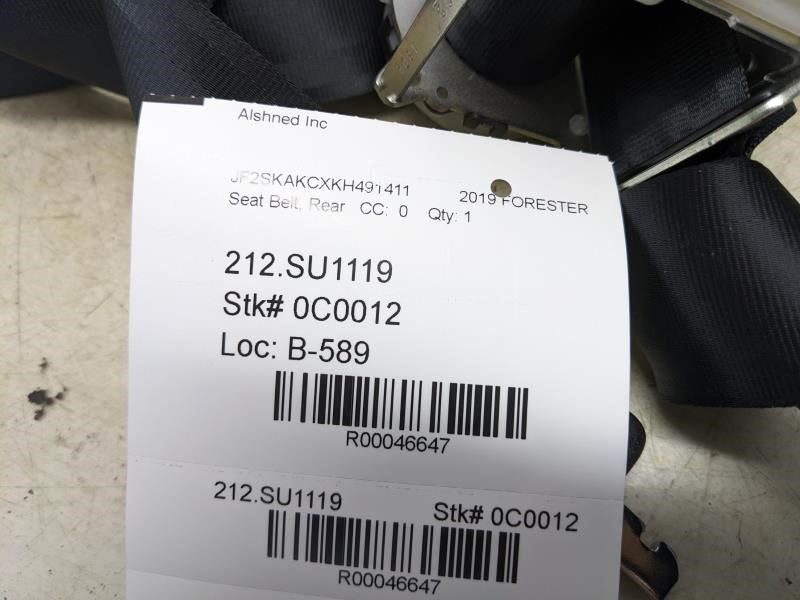 Alshned Inc
JF2SKAKCXKH491411 2019 FORESTER
Seat Belt, Rear CC: 0 Qty: 1
212.SU1119
Stk# 0C0012
Loc: B-589
R00046647
212.SU1119 Stk# 0C0012
R00046647